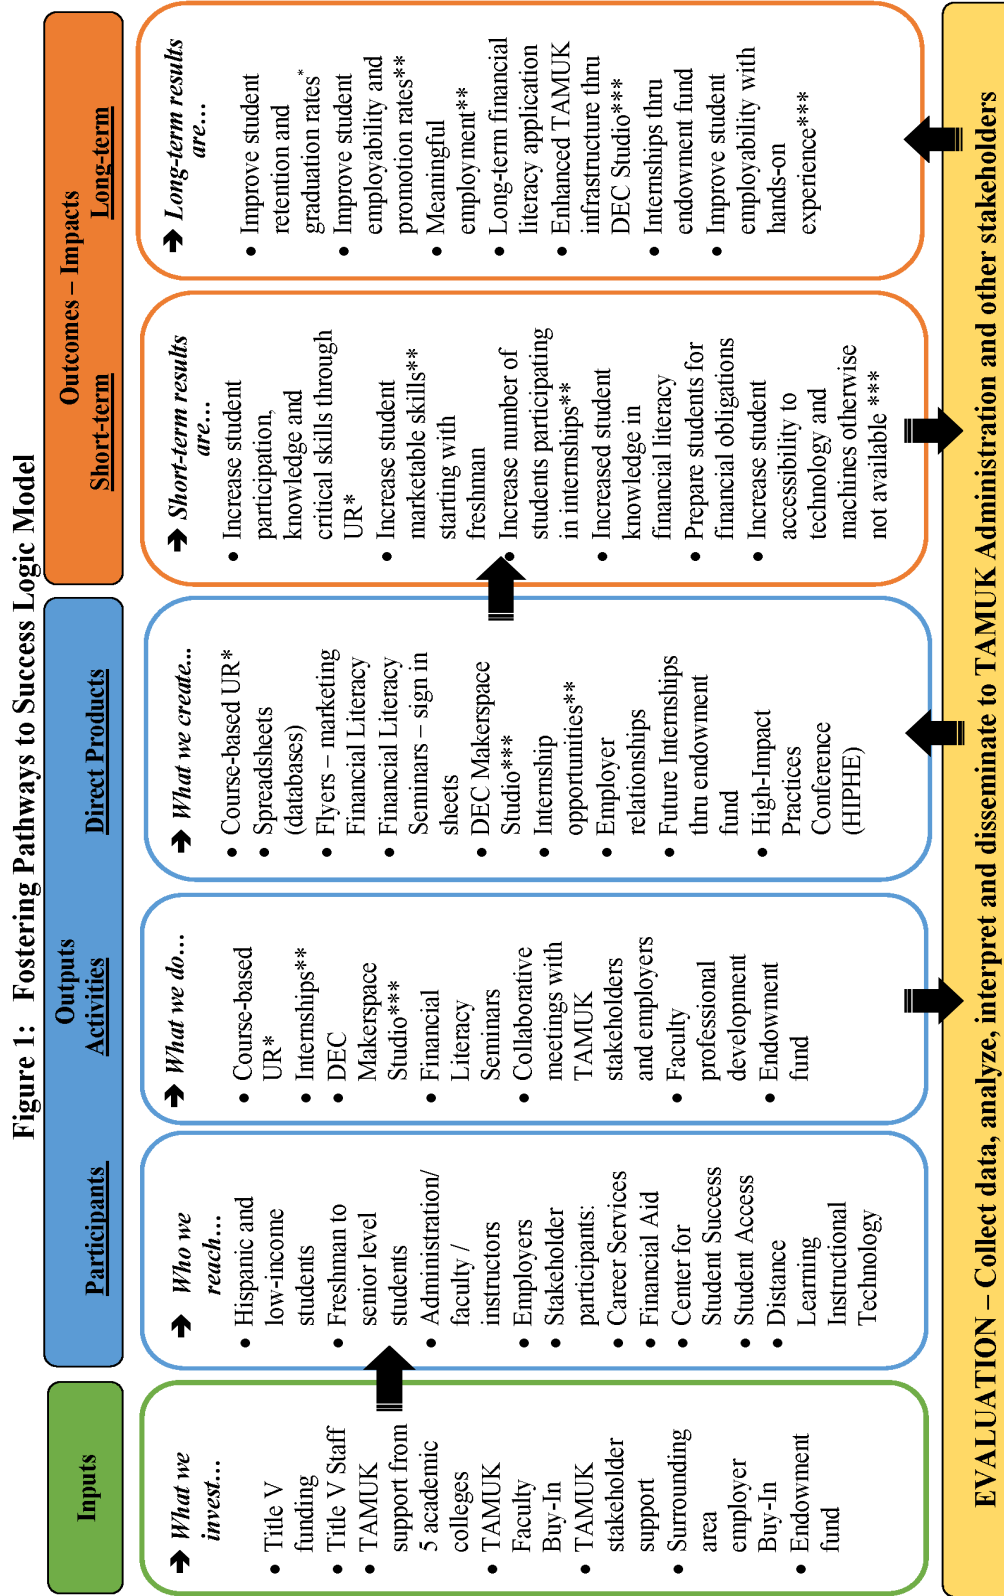 Figure 1:   Fostering Pathways to Success Logic Model
Inputs
Outputs
Participants
Activities
Direct Products
Outcomes – Impacts
Short-term
Long-term
➔ What we
invest…
• Title V
funding
• Title V Staff
• TAMUK
support from
5 academic
colleges
• TAMUK
Faculty
Buy-In
• TAMUK
stakeholder
support
• Surrounding
area
employer
Buy-In
• Endowment
fund
➔ Who we
reach…
• Hispanic and
low-income
students
• Freshman to
senior level
students
• Administration/
faculty /
instructors
• Employers
• Stakeholder
participants:
• Career Services
• Financial Aid
• Center for
Student Success
• Student Access
• Distance
Learning
Instructional
Technology
➔ What we do…
• Course-based
UR*
• Internships**
• DEC
Makerspace
Studio***
• Financial
Literacy
Seminars
• Collaborative
meetings with
TAMUK
stakeholders
and employers
• Faculty
professional
development
• Endowment
fund
➔ What we create…
• Course-based UR*
• Spreadsheets
(databases)
• Flyers – marketing
Financial Literacy
• Financial Literacy
Seminars – sign in
sheets
• DEC Makerspace
Studio***
• Internship
opportunities**
• Employer
relationships
• Future Internships
thru endowment
fund
• High-Impact
Practices
Conference
(HIPHE)
➔ Short-term results
are…
• Increase student
participation,
knowledge and
critical skills through
UR*
• Increase student
marketable skills**
starting with
freshman
• Increase number of
students participating
in internships**
• Increased student
knowledge in
financial literacy
• Prepare students for
financial obligations
• Increase student
accessibility to
technology and
machines otherwise
not available ***
➔ Long-term results
are…
• Improve student
retention and
graduation rates*
• Improve student
employability and
promotion rates**
• Meaningful
employment**
• Long-term financial
literacy application
• Enhanced TAMUK
infrastructure thru
DEC Studio***
• Internships thru
endowment fund
• Improve student
employability with
hands-on
experience***
EVALUATION – Collect data, analyze, interpret and disseminate to TAMUK Administration and other stakeholders